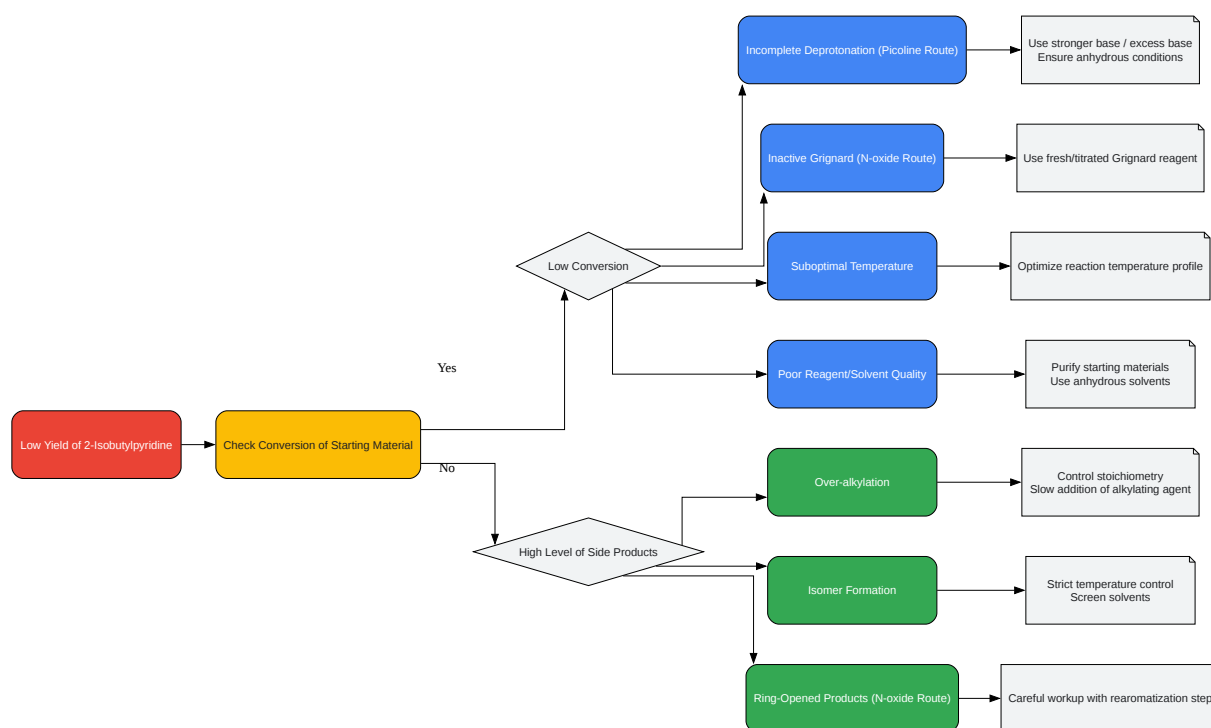 Low Yield of 2-Isobutylpyridine
Check Conversion of Starting Material
Yes
No
Low Conversion
High Level of Side Products
Incomplete Deprotonation (Picoline Route)
Use stronger base / excess base
Ensure anhydrous conditions
Inactive Grignard (N-oxide Route)
Use fresh/titrated Grignard reagent
Suboptimal Temperature
Optimize reaction temperature profile
Poor Reagent/Solvent Quality
Purify starting materials
Use anhydrous solvents
Over-alkylation
Control stoichiometry
Slow addition of alkylating agent
Isomer Formation
Strict temperature control
Screen solvents
Ring-Opened Products (N-oxide Route)
Careful workup with rearomatization step